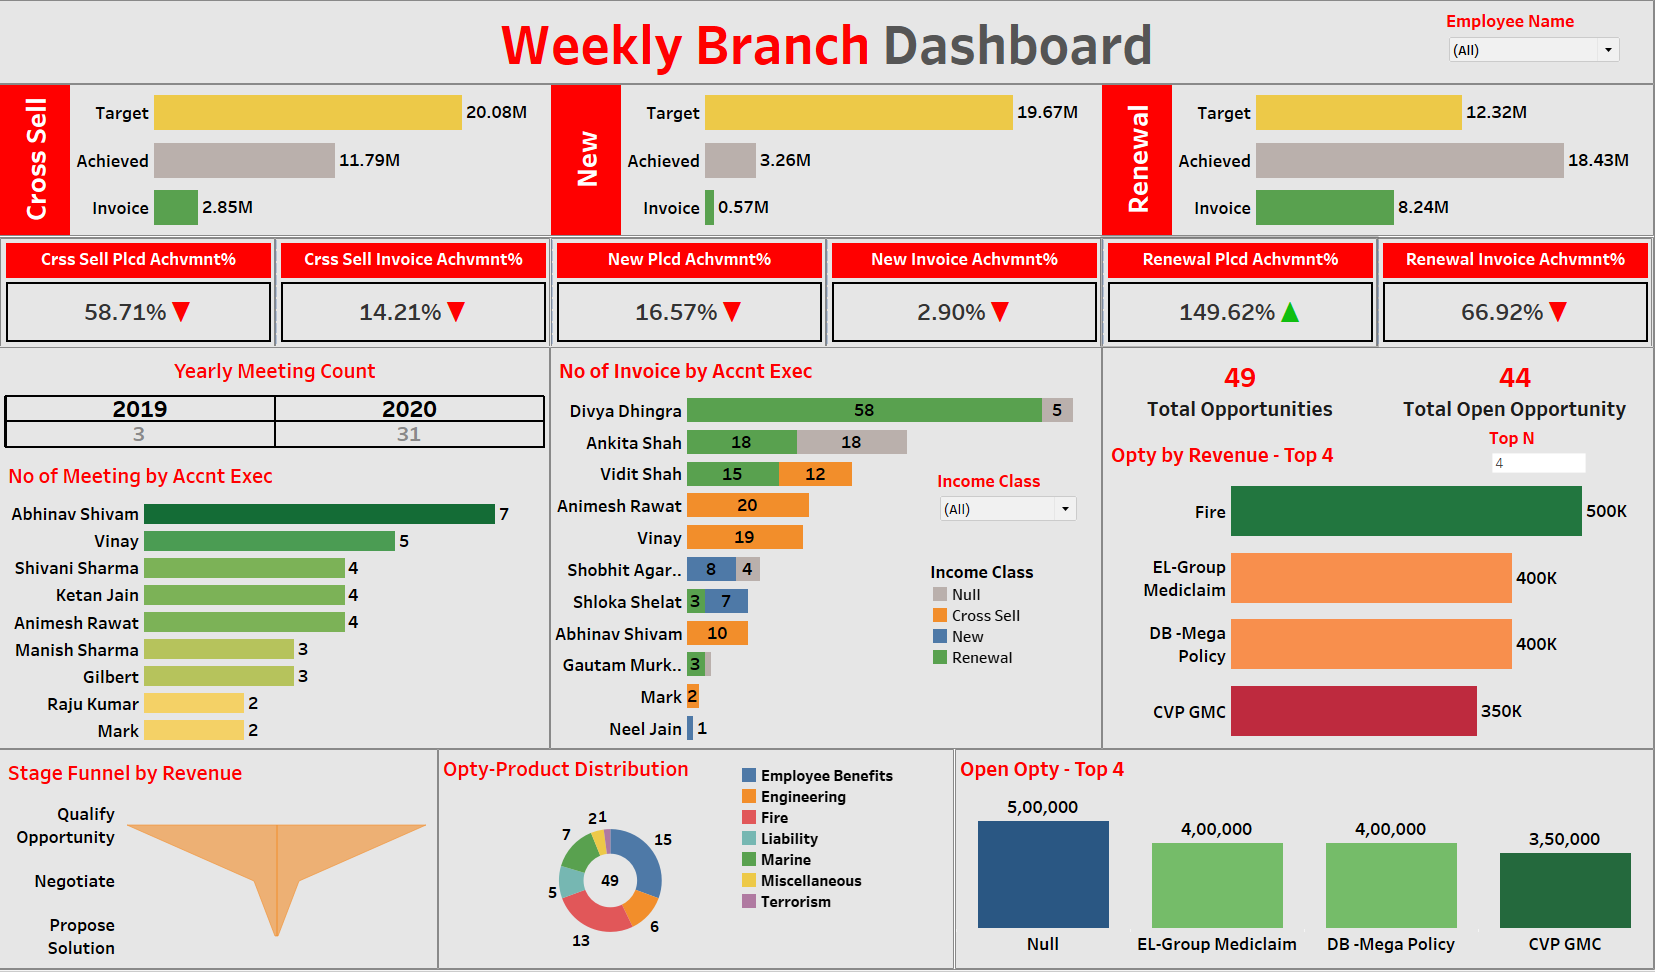 Weekly Branch Dashboard
Employee Name
(All)
Cross Sell
Target 20.08M
Achieved 11.79M
Invoice 2.85M
New
Target 19.67M
Achieved 3.26M
Invoice 0.57M
Renewal
Target 12.32M
Achieved 18.43M
Invoice 8.24M
Crss Sell Plcd Achvmnt%
58.71%
Crss Sell Invoice Achvmnt%
14.21%
New Plcd Achvmnt%
16.57%
New Invoice Achvmnt%
2.90%
Renewal Plcd Achvmnt%
149.62%
Renewal Invoice Achvmnt%
66.92%
Yearly Meeting Count
2019 2020
3 31
No of Meeting by Accnt Exec
Abhinav Shivam 7
Vinay 5
Shivani Sharma 4
Ketan Jain 4
Animesh Rawat 4
Manish Sharma 3
Gilbert 3
Raju Kumar 2
Mark 2
No of Invoice by Accnt Exec
Divya Dhingra 58 5
Ankita Shah 18 18
Vidit Shah 15 12
Animesh Rawat 20
Vinay 19
Shobhit Agar.. 8 4
Shloka Shelat 3 7
Abhinav Shivam 10
Gautam Murk.. 3
Mark 2
Neel Jain 1
Income Class
(All)
Income Class
Null
Cross Sell
New
Renewal
49
Total Opportunities
44
Total Open Opportunity
Top N
4
Opty by Revenue - Top 4
Fire 500K
EL-Group
Mediclaim 400K
DB -Mega
Policy 400K
CVP GMC 350K
Stage Funnel by Revenue
Qualify
Opportunity
Negotiate
Propose
Solution
Opty-Product Distribution
15
6
13
5
7
2
1
49
Employee Benefits
Engineering
Fire
Liability
Marine
Miscellaneous
Terrorism
Open Opty - Top 4
5,00,000
4,00,000
4,00,000
3,50,000
Null
EL-Group Mediclaim
DB -Mega Policy
CVP GMC